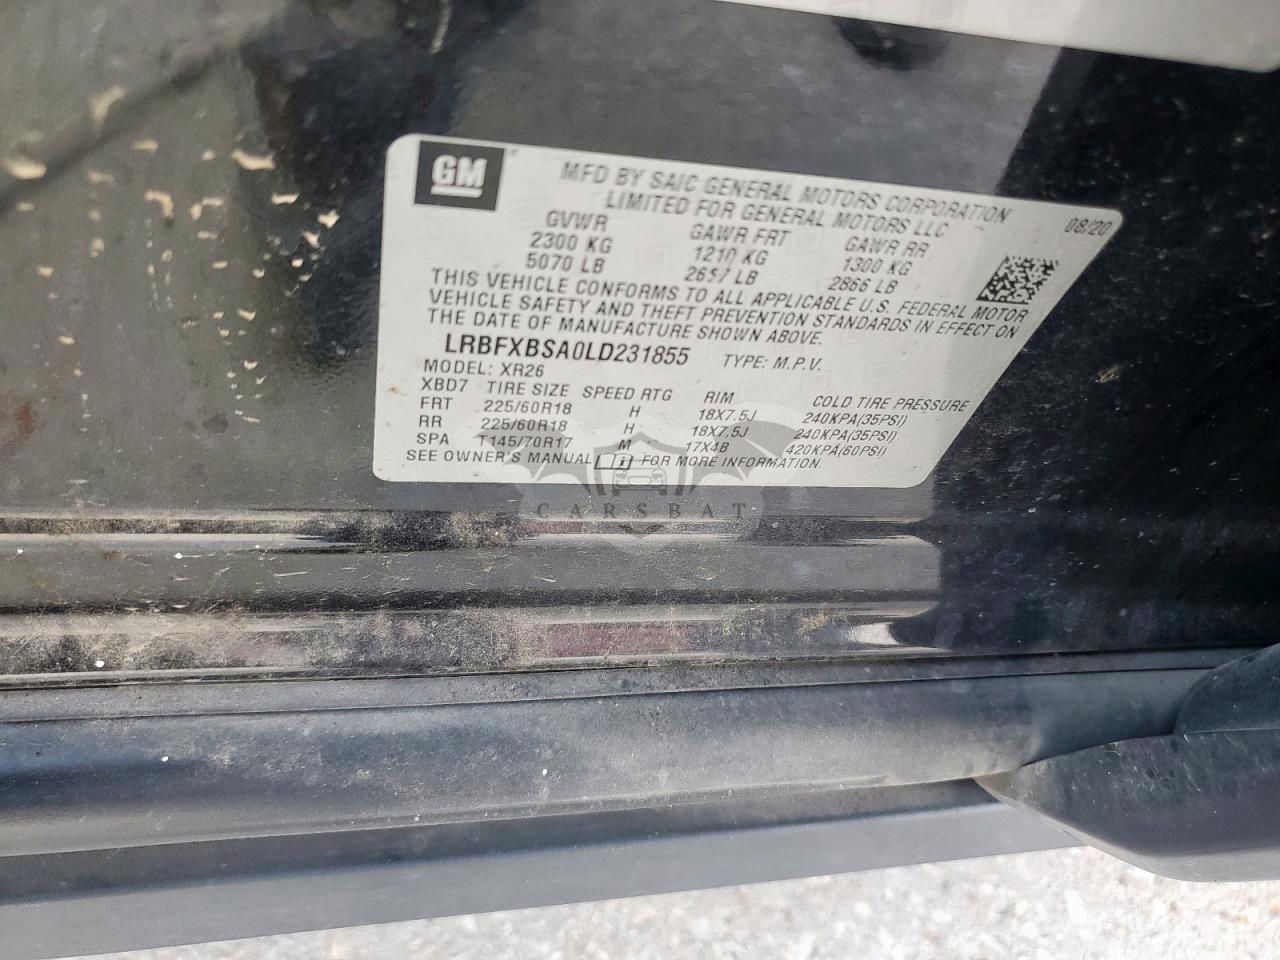 GM
MFD BY SAIC GENERAL MOTORS CORPORATION
LIMITED FOR GENERAL MOTORS LLC
08/20
GVWR GAWR FRT GAWR RR
2300 KG 1210 KG 1300 KG
5070 LB 2667 LB 2866 LB
THIS VEHICLE CONFORMS TO ALL APPLICABLE U.S. FEDERAL MOTOR
VEHICLE SAFETY AND THEFT PREVENTION STANDARDS IN EFFECT ON
THE DATE OF MANUFACTURE SHOWN ABOVE.
LRBFXBSA0LD231855 TYPE: M.P.V.
MODEL: XR26
XBD7 TIRE SIZE SPEED RTG RIM COLD TIRE PRESSURE
FRT 225/60R18 H 18X7.5J 240KPA(35PSI)
RR 225/60R18 H 18X7.5J 240KPA(35PSI)
SPA T145/70R17 M 17X4B 420KPA(60PSI)
SEE OWNER'S MANUAL FOR MORE INFORMATION.
CARSBAT